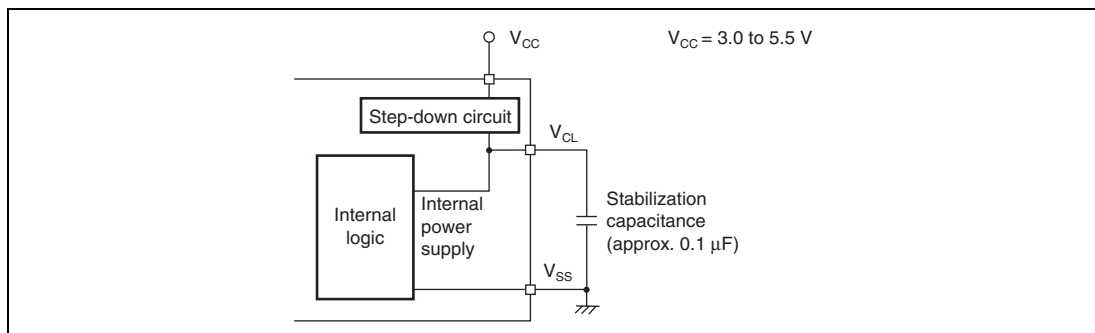 V_CC
V_CC = 3.0 to 5.5 V
Step-down circuit
V_CL
Internal
logic
Internal
power
supply
Stabilization
capacitance
(approx. 0.1 μF)
V_SS